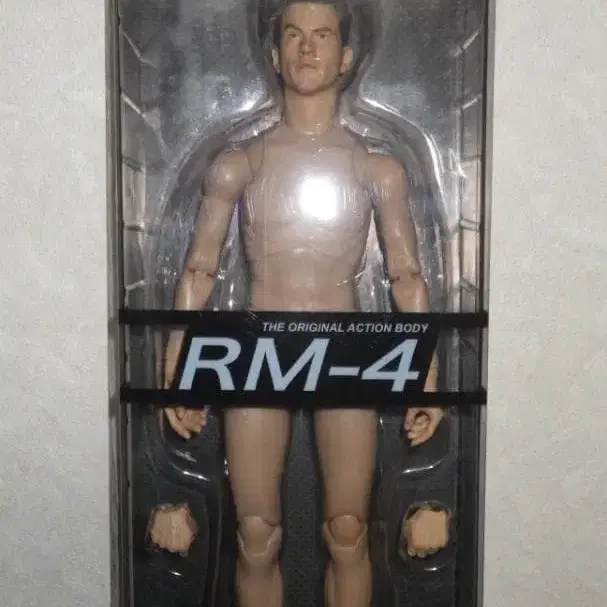 THE ORIGINAL ACTION BODY
RM-4